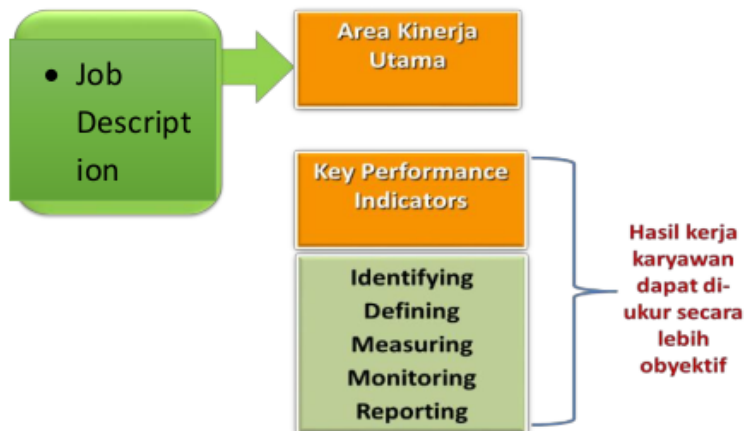 • Job
Descript
ion
Area Kinerja
Utama
Key Performance
Indicators
Identifying
Defining
Measuring
Monitoring
Reporting
Hasil kerja
karyawan
dapat di-
ukur secara
lebih
obyektif